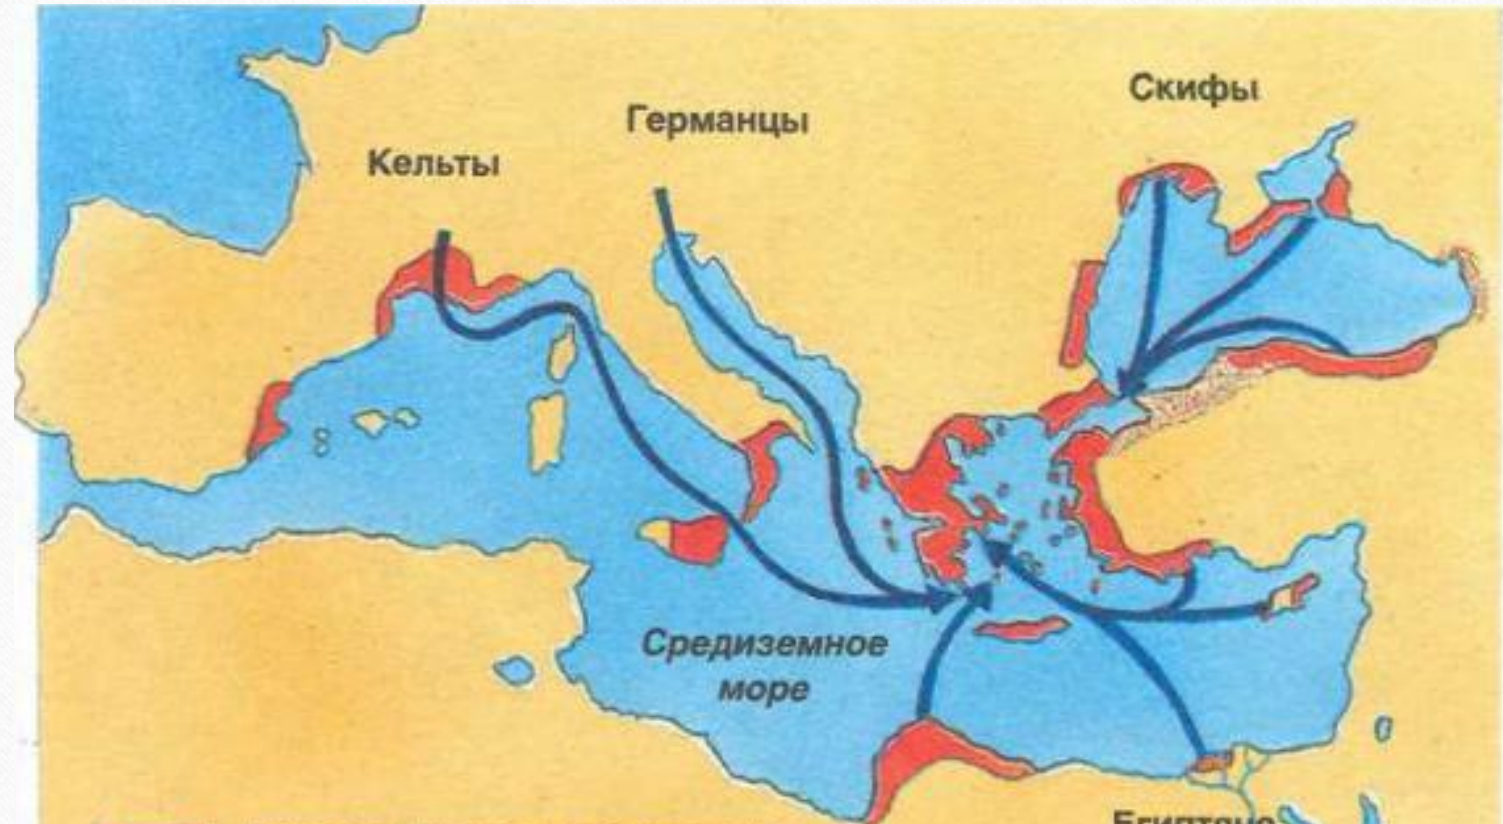 Скифы
Германцы
Кельты
Средиземное
море